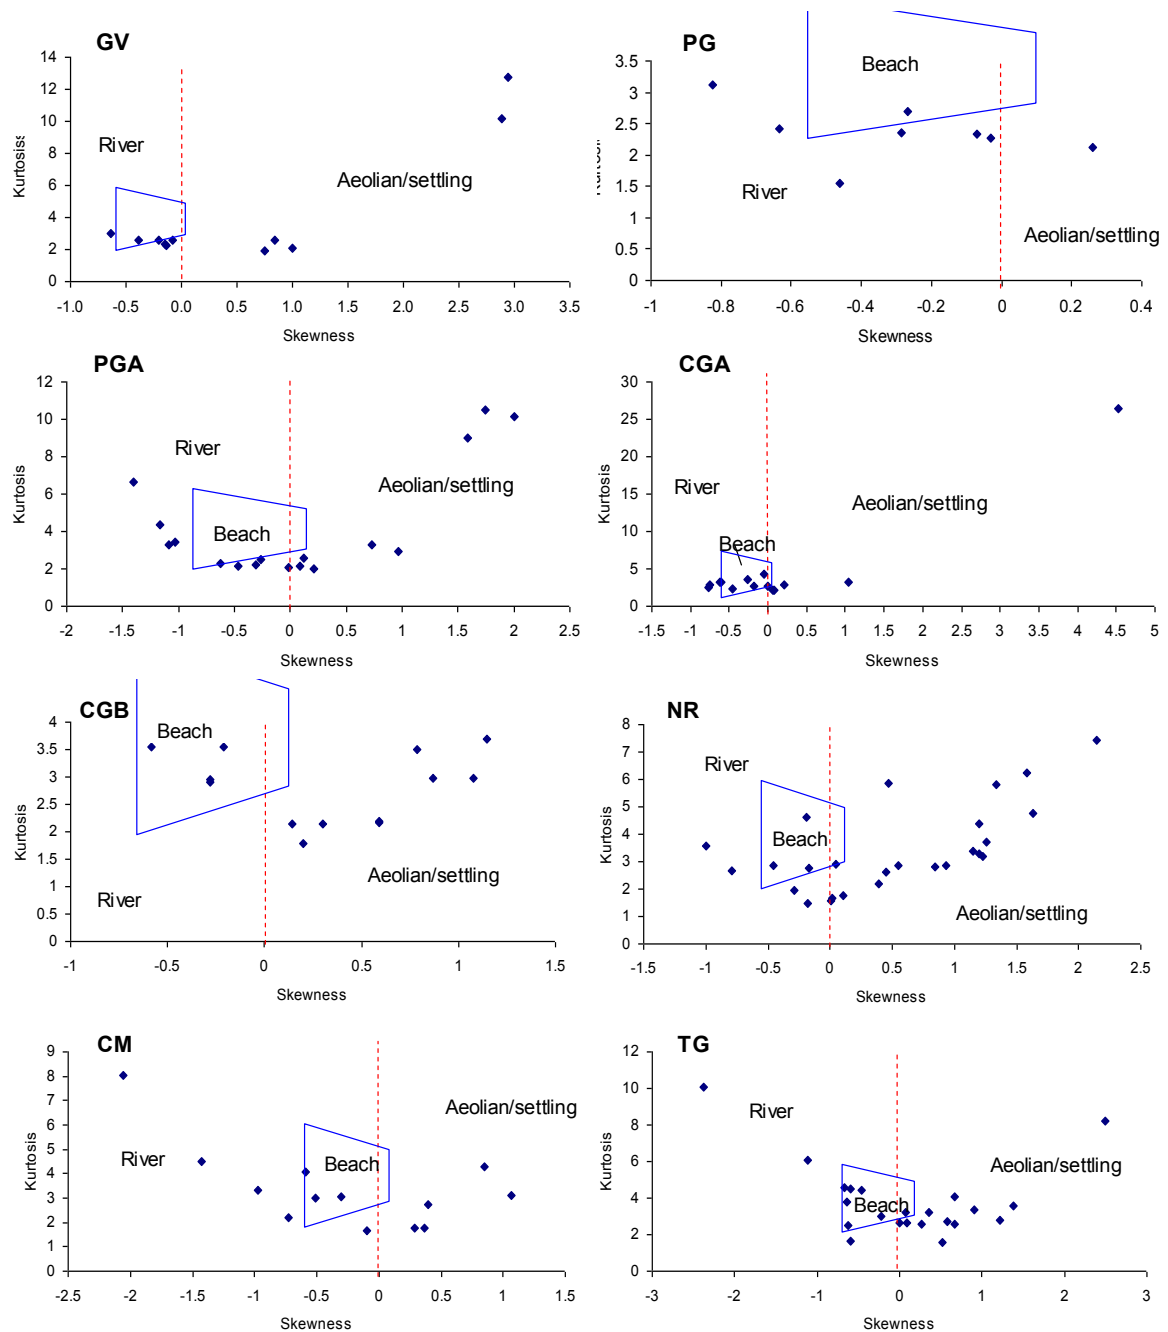 GV
14
12
10
8
6
4
2
0
Kurtosiss
River
Aeolian/settling
-1.0 -0.5 0.0 0.5 1.0 1.5 2.0 2.5 3.0 3.5
Skewness
PG
3.5
3
2.5
2
1.5
1
0.5
0
Beach
River
Aeolian/settling
-1 -0.8 -0.6 -0.4 -0.2 0 0.2 0.4
Skewness
PGA
12
10
8
6
4
2
0
Kurtosis
River
Beach
Aeolian/settling
-2 -1.5 -1 -0.5 0 0.5 1 1.5 2 2.5
Skewness
CGA
30
25
20
15
10
5
0
Kurtosis
River
Beach
Aeolian/settling
-1.5 -1 -0.5 0 0.5 1 1.5 2 2.5 3 3.5 4 4.5 5
Skewness
CGB
4
3.5
3
2.5
2
1.5
1
0.5
0
Kurtosis
Beach
River
Aeolian/settling
-1 -0.5 0 0.5 1 1.5
Skewness
NR
8
7
6
5
4
3
2
1
0
Kurtosis
River
Beach
Aeolian/settling
-1.5 -1 -0.5 0 0.5 1 1.5 2 2.5
Skewness
CM
9
8
7
6
5
4
3
2
1
0
Kurtosis
River
Beach
Aeolian/settling
-2.5 -2 -1.5 -1 -0.5 0 0.5 1 1.5
Skewness
TG
12
10
8
6
4
2
0
Kurtosis
River
Beach
Aeolian/settling
-3 -2 -1 0 1 2 3
Skewness